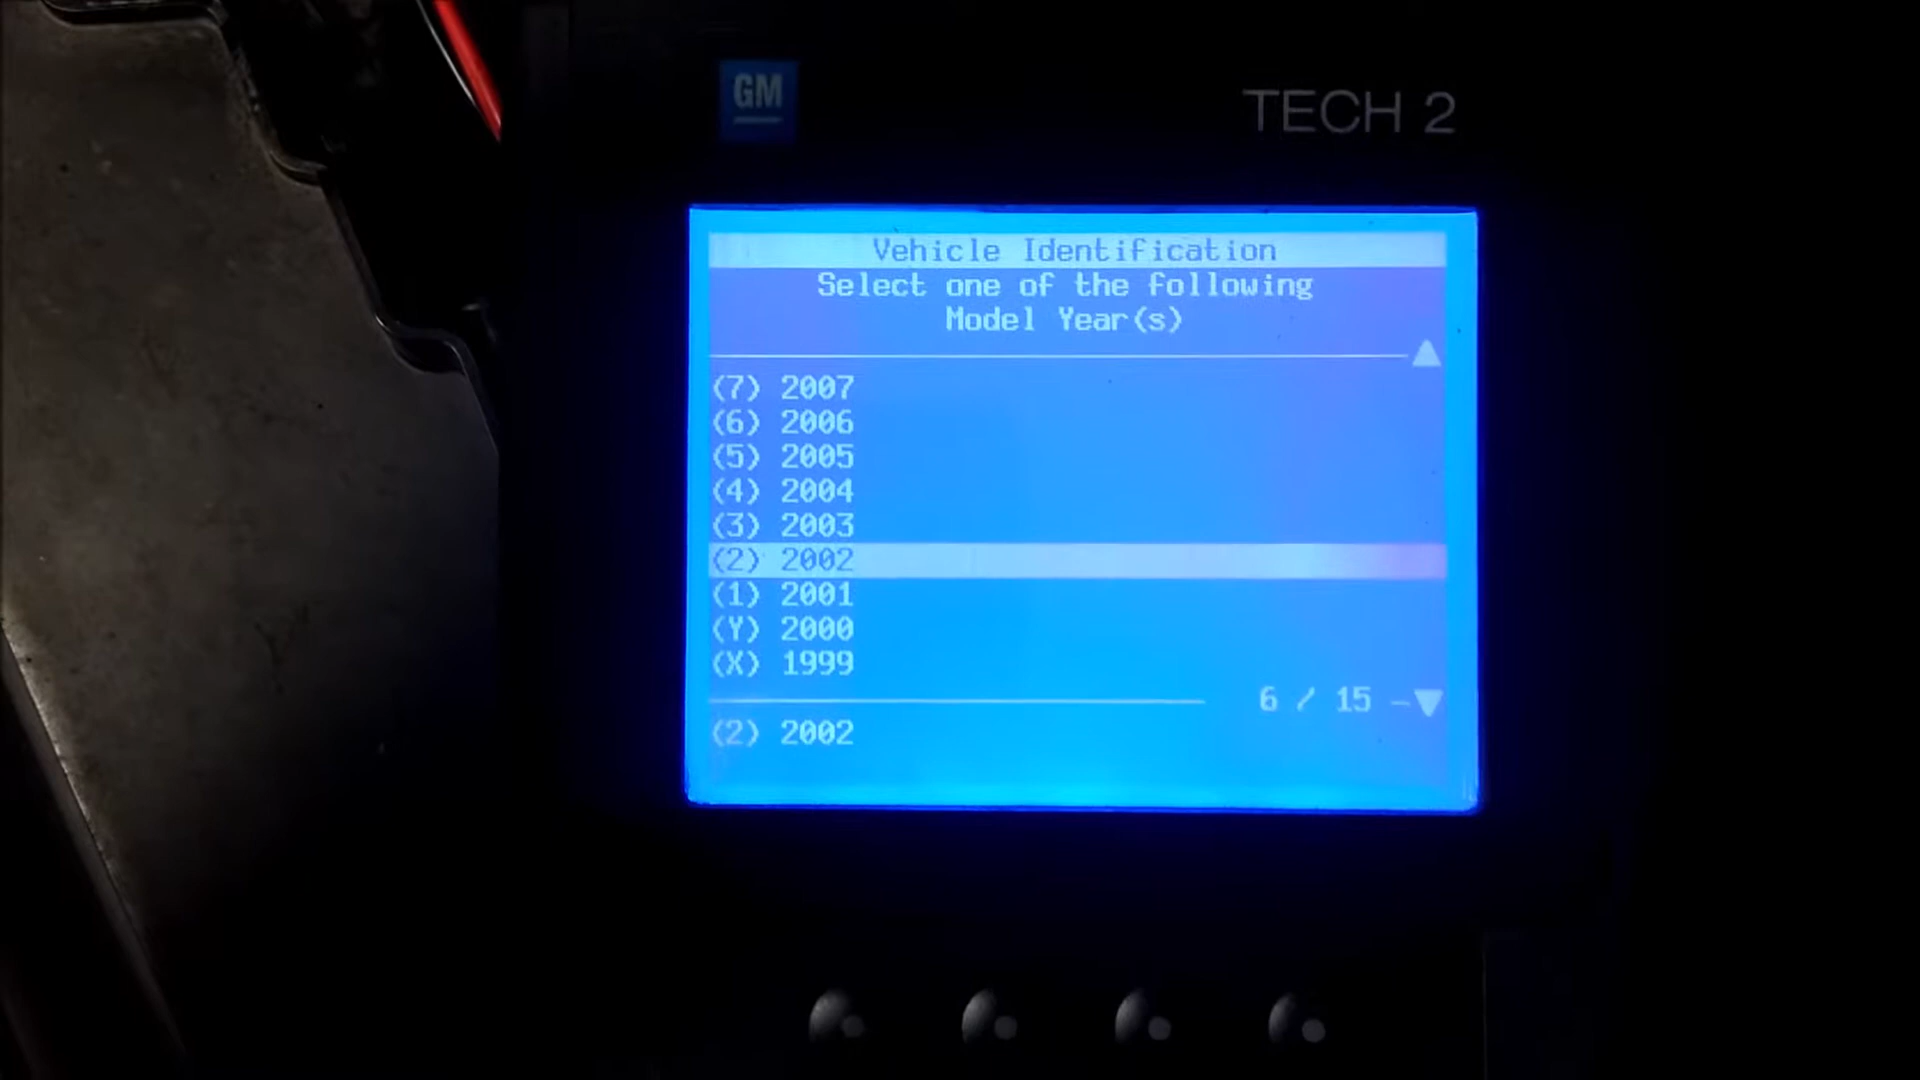 GM
TECH 2
Vehicle Identification
Select one of the following
Model Year(s)
(7) 2007
(6) 2006
(5) 2005
(4) 2004
(3) 2003
(2) 2002
(1) 2001
(Y) 2000
(X) 1999
6 / 15
(2) 2002